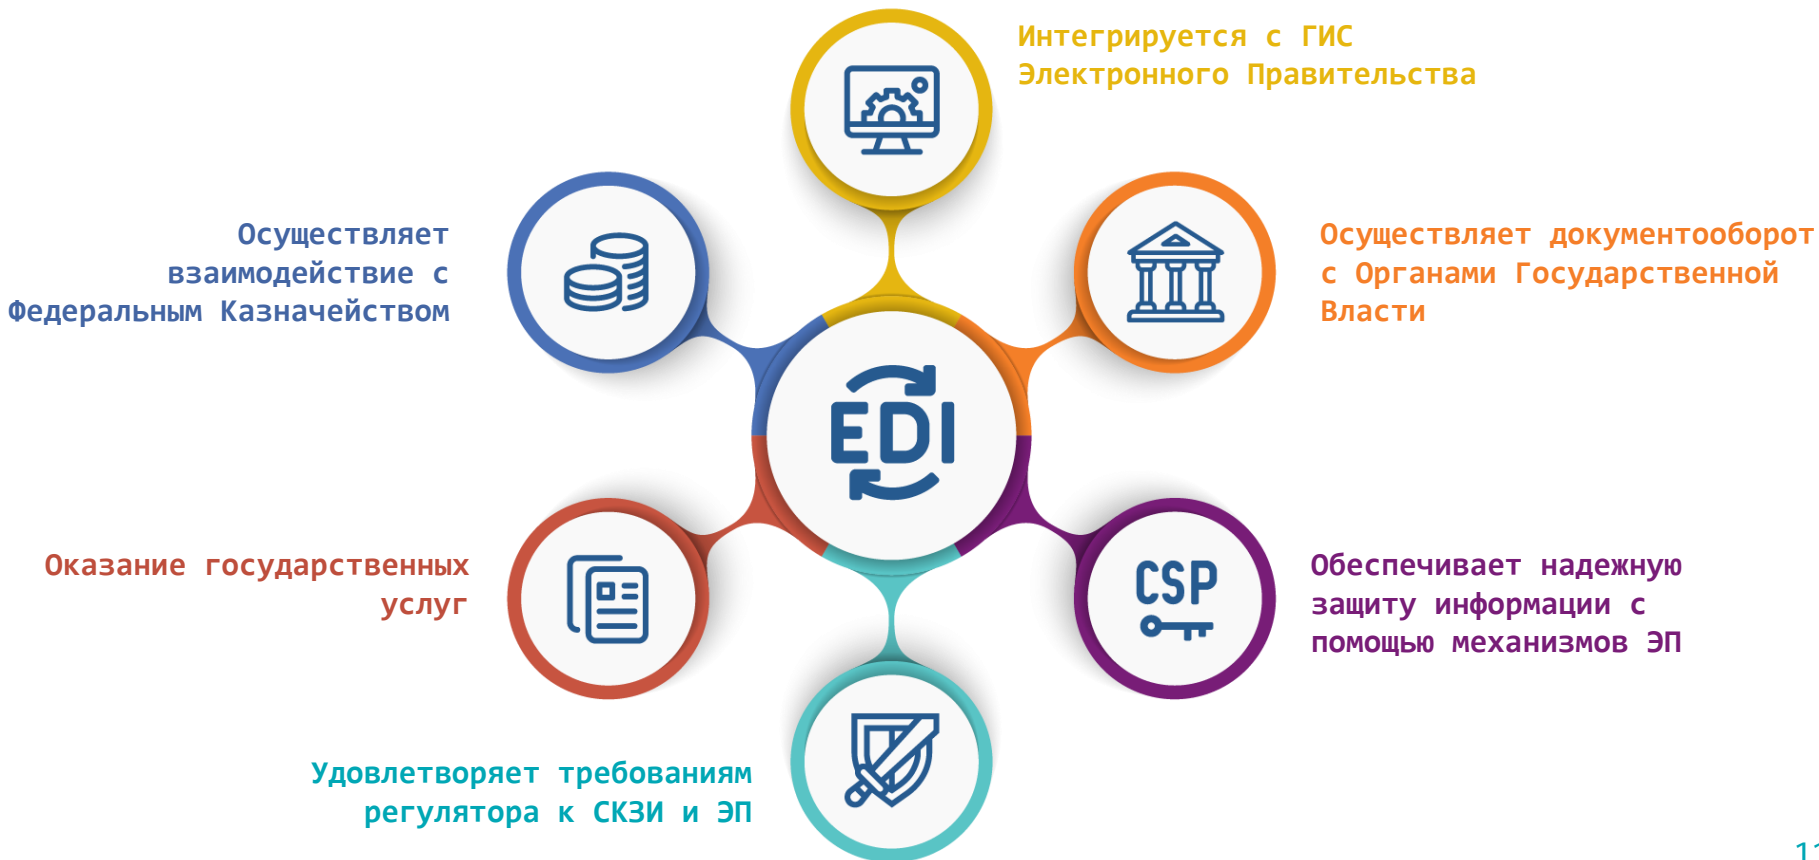 Интегрируется с ГИС
Электронного Правительства
Осуществляет
взаимодействие с
Федеральным Казначейством
Осуществляет документооборот
с Органами Государственной
Власти
EDI
Оказание государственных
услуг
CSP
Обеспечивает надежную
защиту информации с
помощью механизмов ЭП
Удовлетворяет требованиям
регулятора к СКЗИ и ЭП